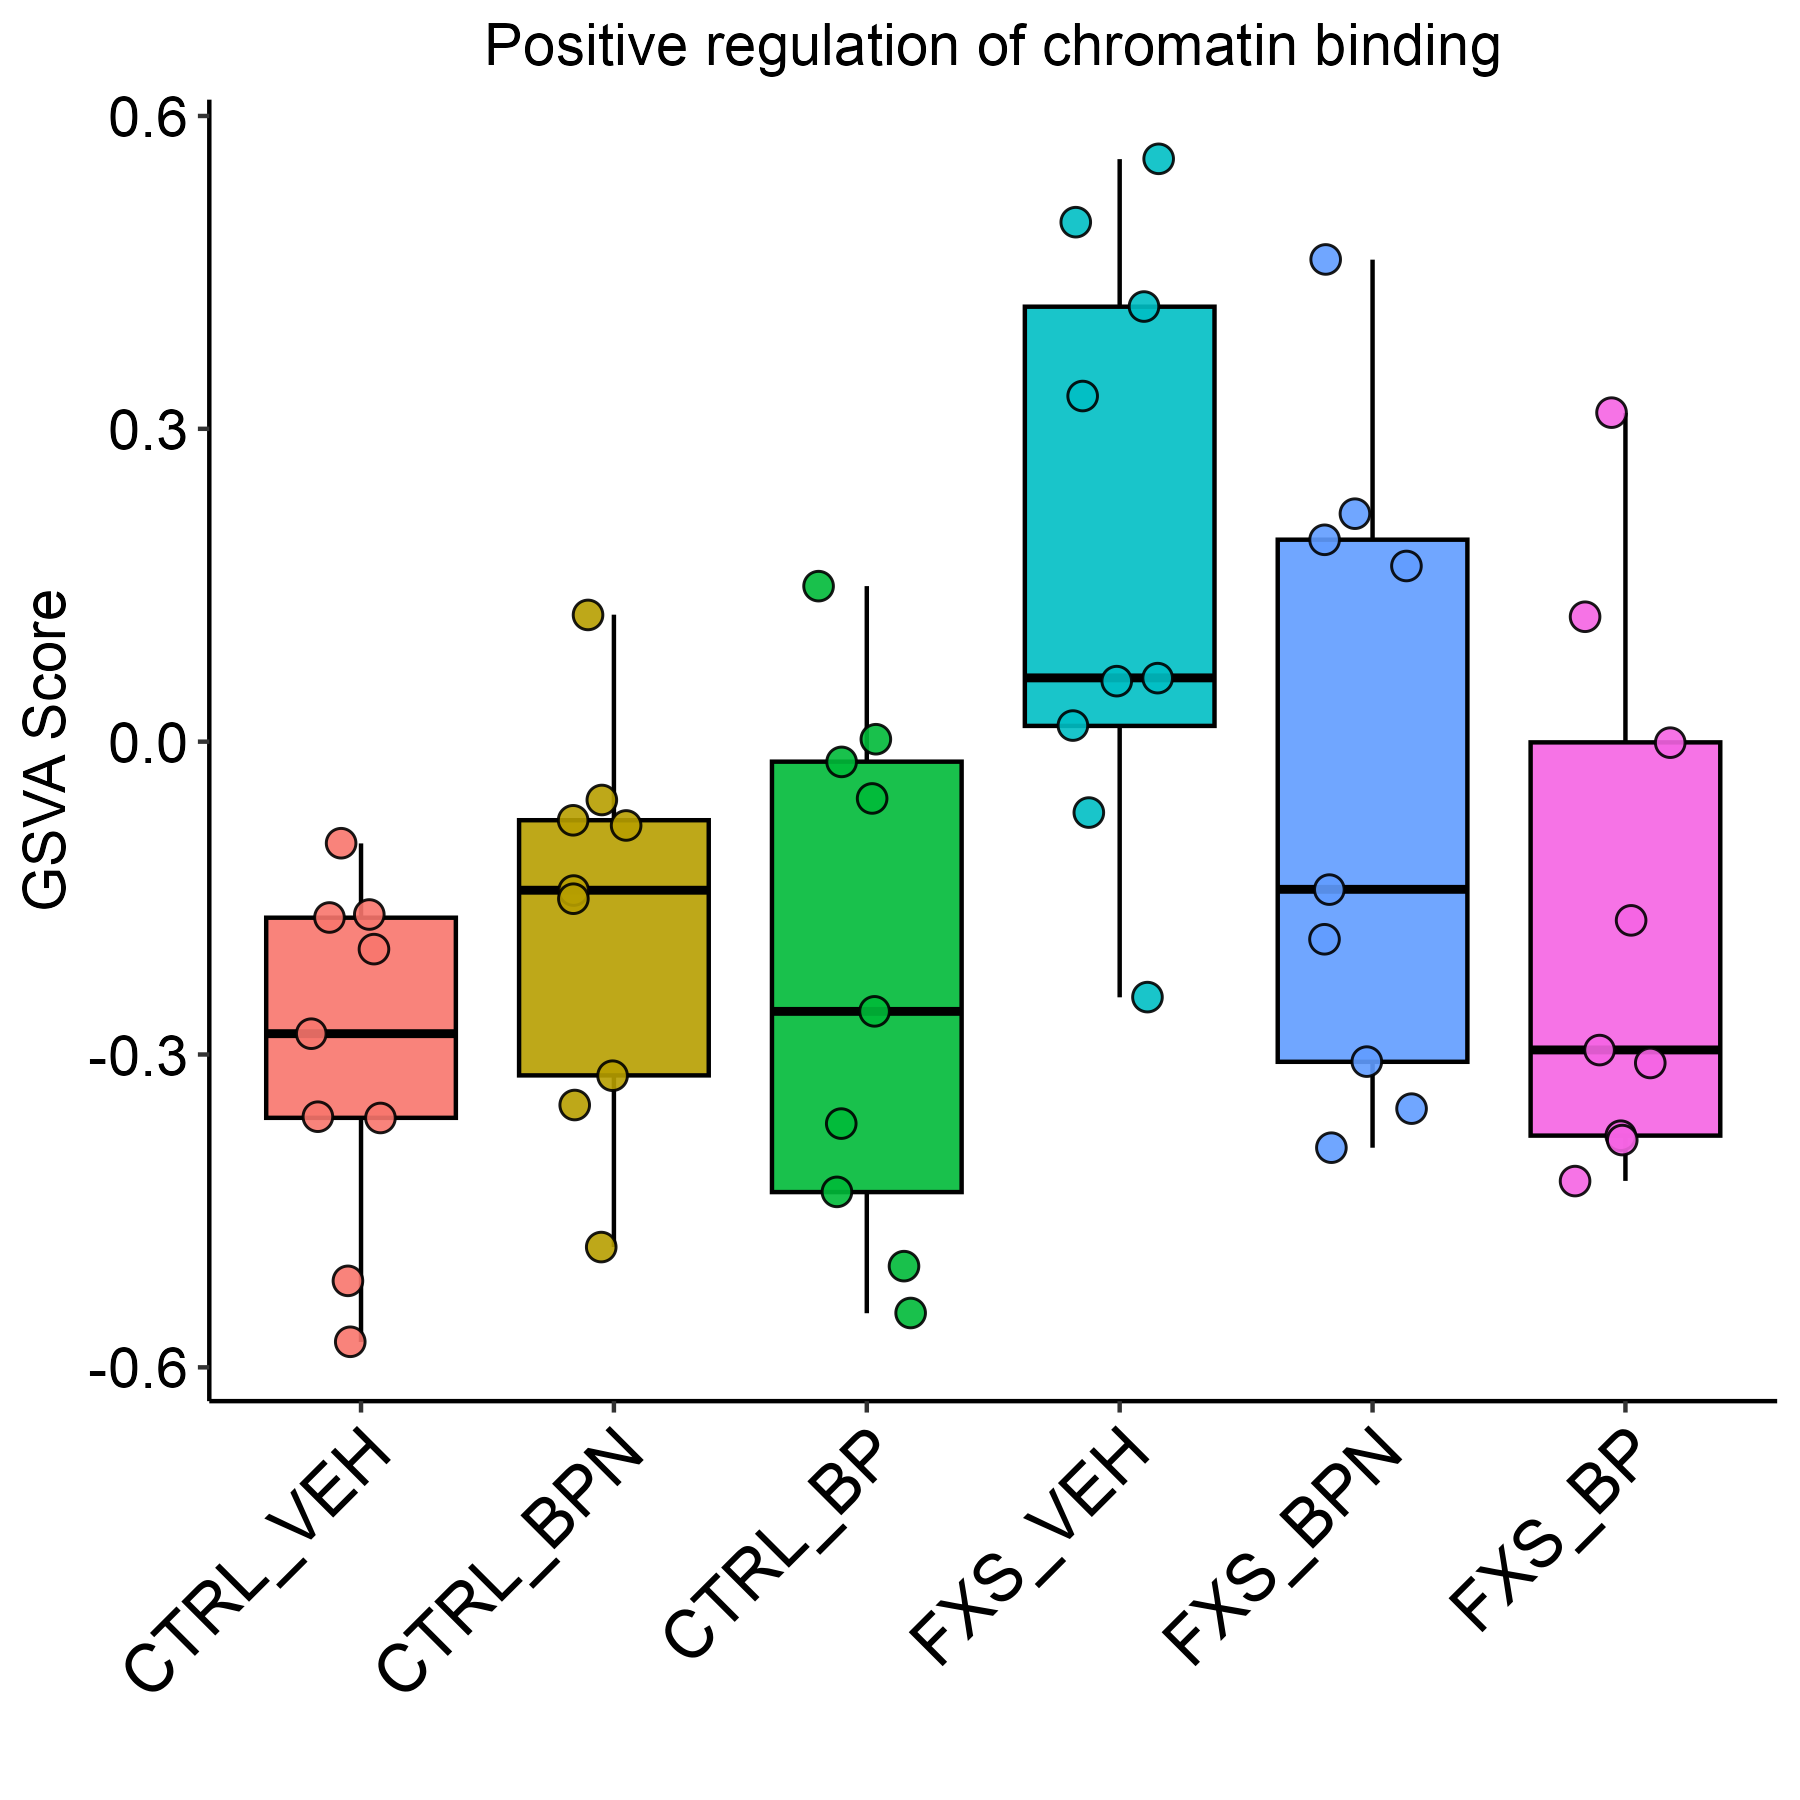 Positive regulation of chromatin binding
GSVA Score
0.6
0.3
0.0
-0.3
-0.6
CTRL_VEH
CTRL_BPN
CTRL_BP
FXS_VEH
FXS_BPN
FXS_BP